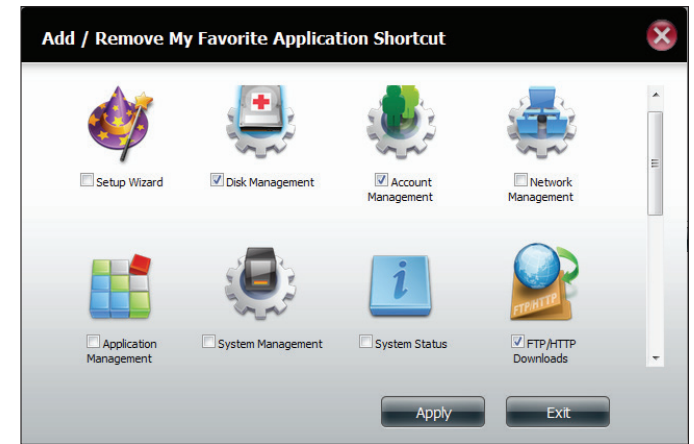 Add / Remove My Favorite Application Shortcut
Setup Wizard
Disk Management
Account
Management
Network
Management
FTP/HTTP
Application
Management
System Management
System Status
FTP/HTTP
Downloads
Apply
Exit